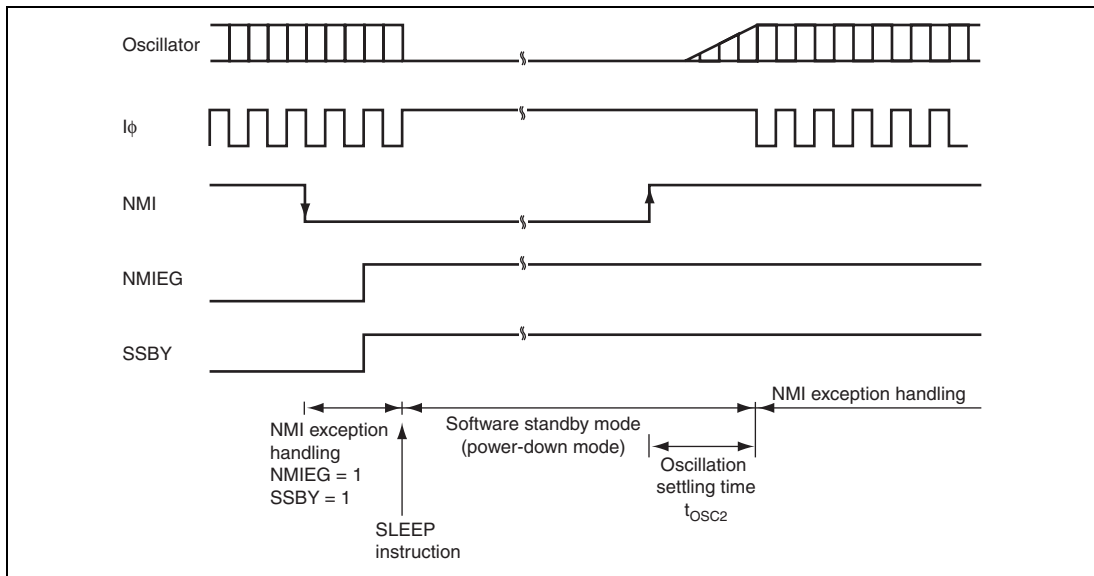 Oscillator
Iϕ
NMI
NMIEG
SSBY
NMI exception
handling
NMIEG = 1
SSBY = 1
Software standby mode
(power-down mode)
NMI exception handling
Oscillation
settling time
tOSC2
SLEEP
instruction